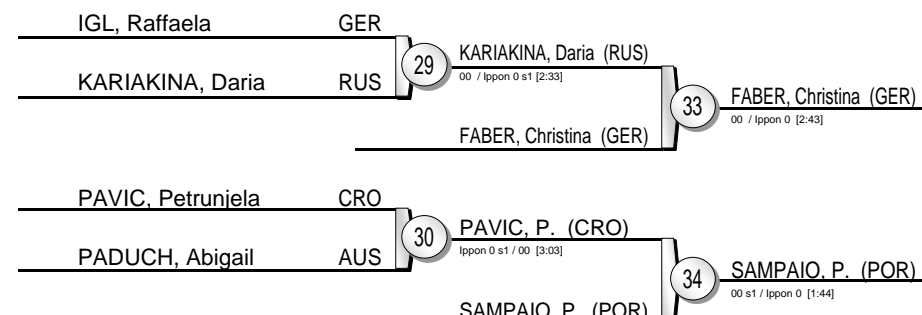 IGL, Raffaela GER
KARIAKINA, Daria RUS
29
KARIAKINA, Daria (RUS)
00 / Ippon 0 s1 [2:33]
FABER, Christina (GER)
33
FABER, Christina (GER)
00 / Ippon 0 [2:43]
PAVIC, Petrunjela CRO
PADUCH, Abigail AUS
30
PAVIC, P. (CRO)
Ippon 0 s1 / 00 [3:03]
SAMPAIO, P. (POR)
34
SAMPAIO, P. (POR)
00 s1 / Ippon 0 [1:44]